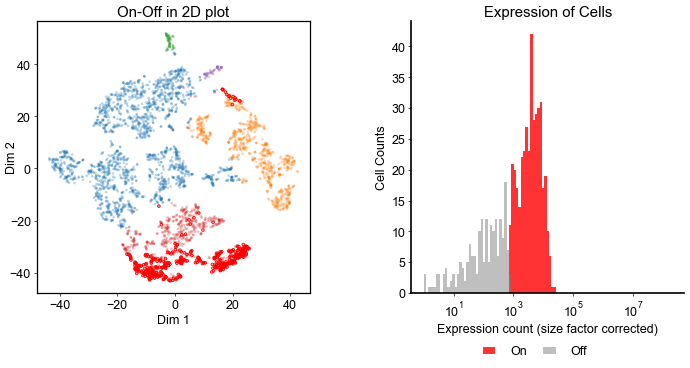 On-Off in 2D plot
Dim 2
40
20
0
−20
−40
−40 −20 0 20 40
Dim 1
Expression of Cells
Cell Counts
40
35
30
25
20
15
10
5
0
10^1 10^3 10^5 10^7
Expression count (size factor corrected)
On Off